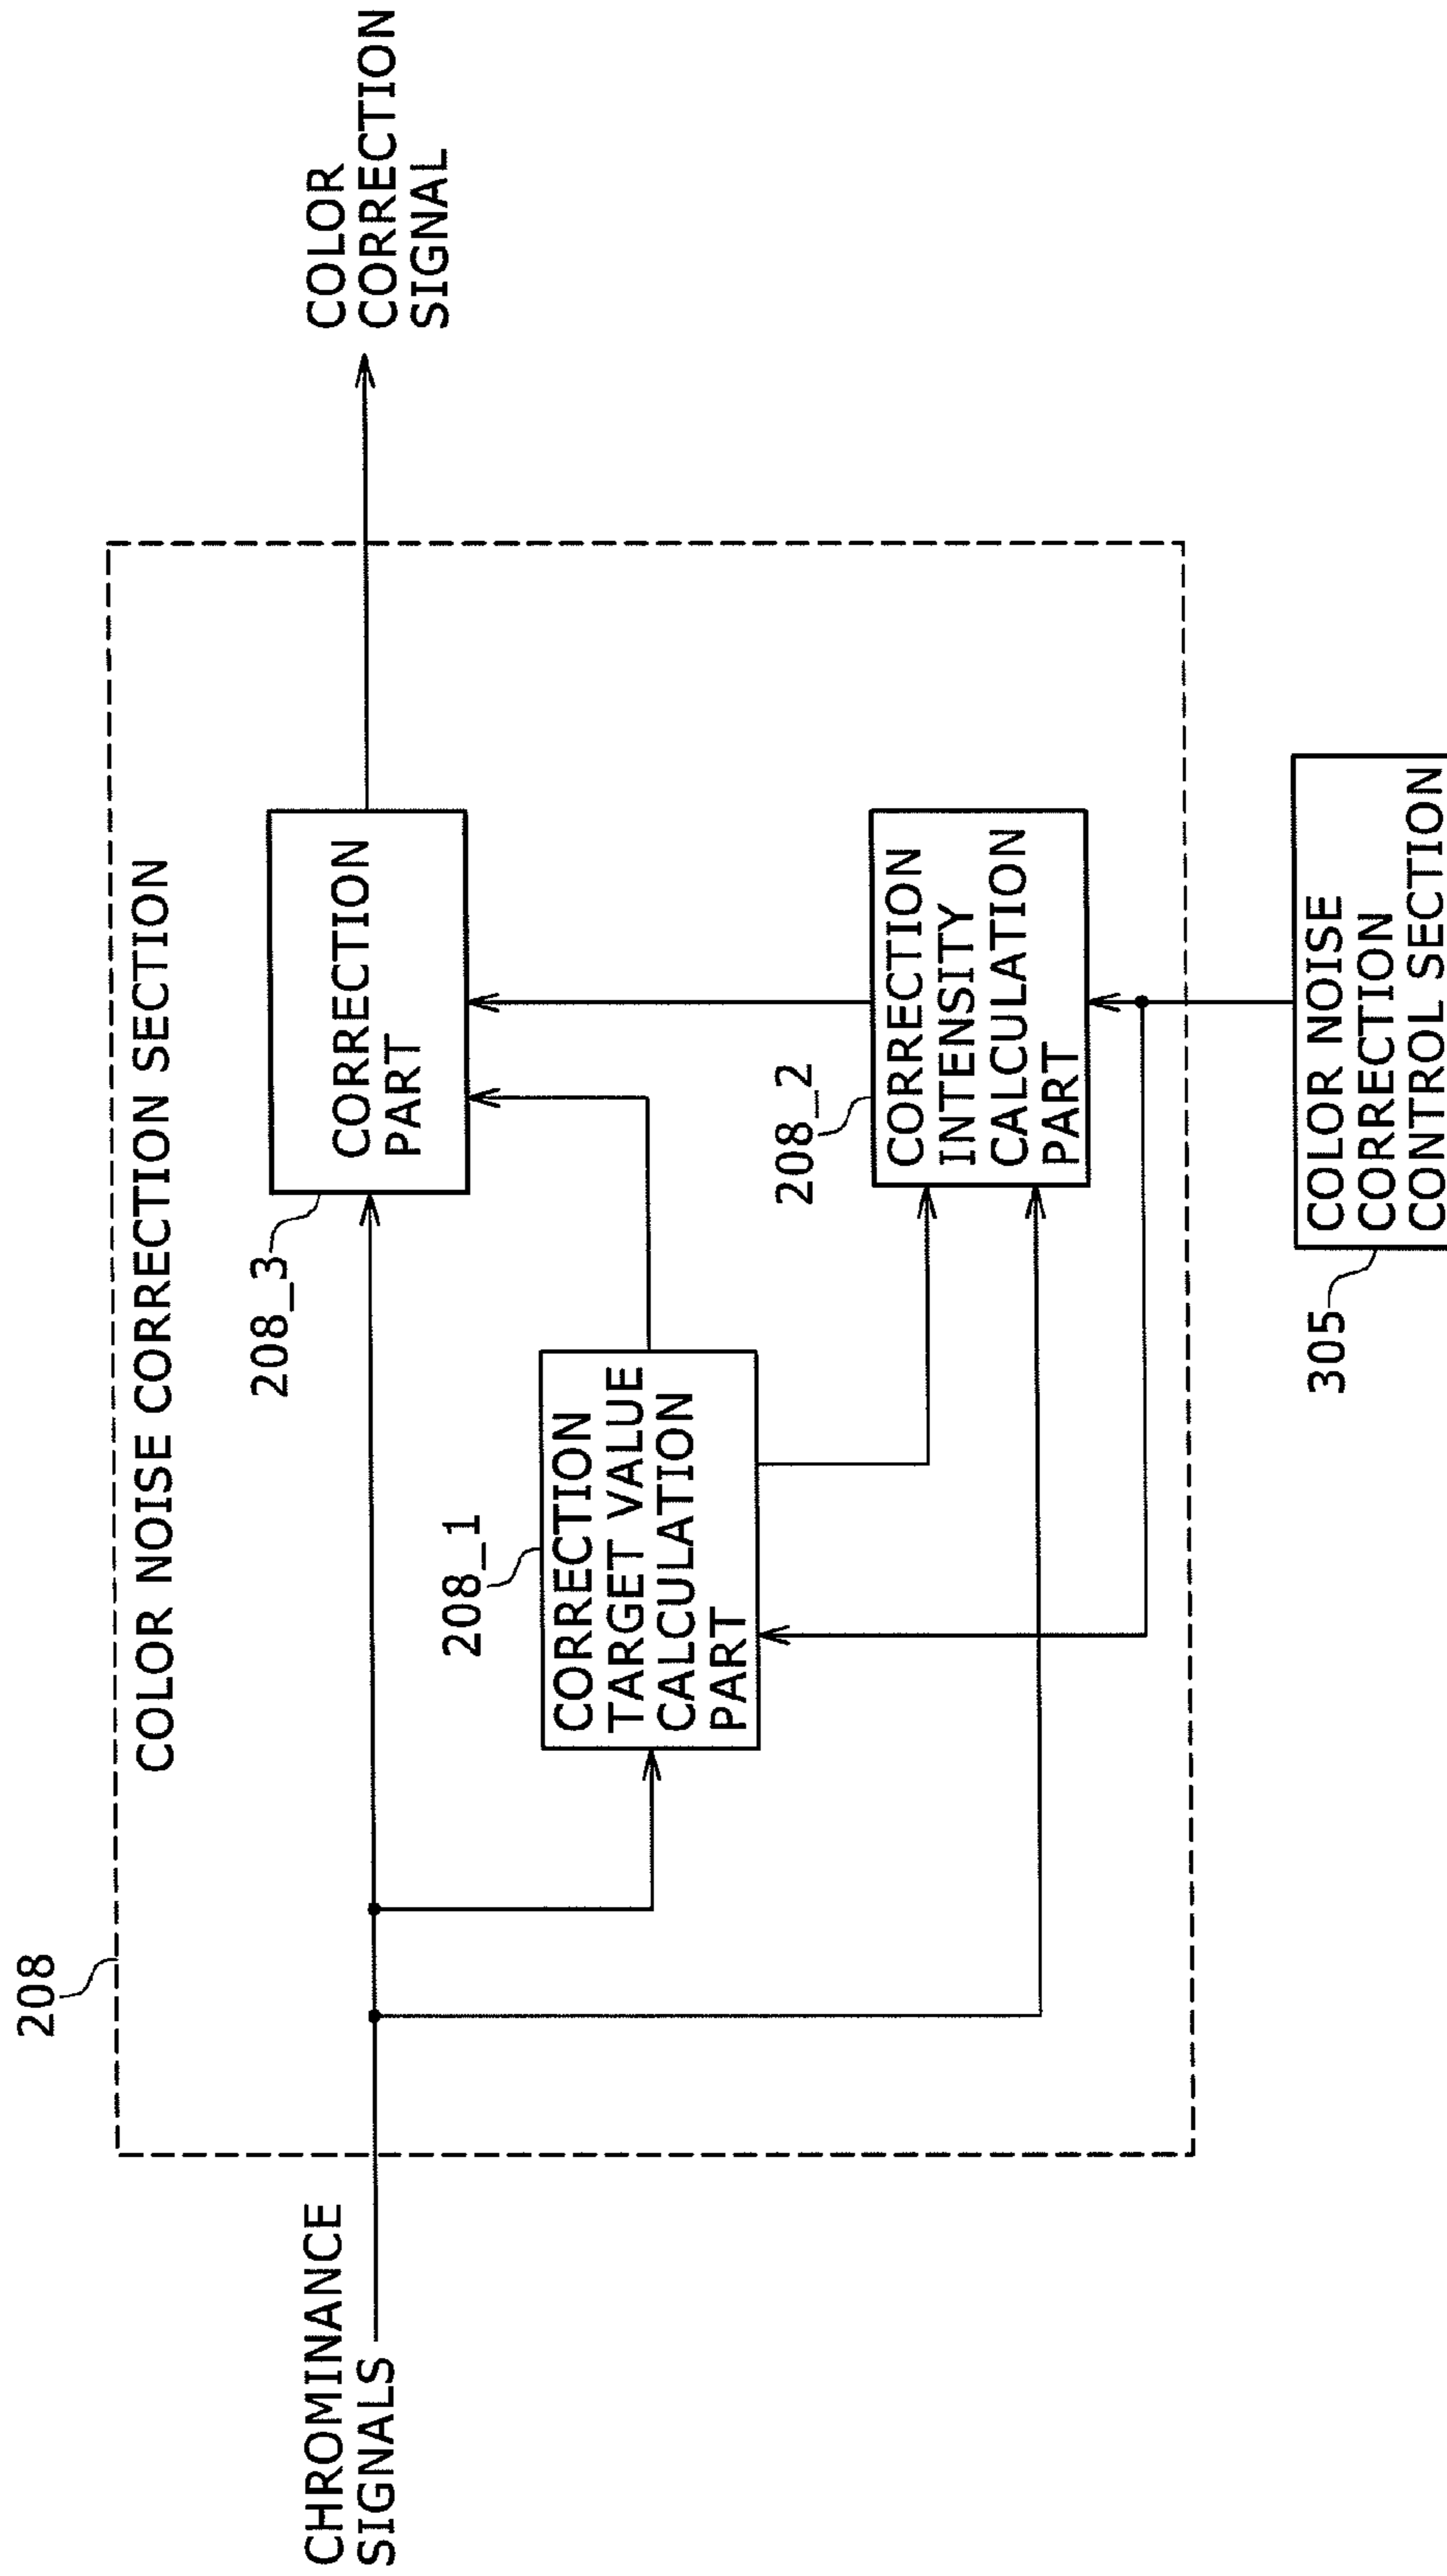 208
COLOR NOISE CORRECTION SECTION
CHROMINANCE
SIGNALS
208_3
CORRECTION
PART
COLOR
CORRECTION
SIGNAL
208_1
CORRECTION
TARGET VALUE
CALCULATION
PART
208_2
CORRECTION
INTENSITY
CALCULATION
PART
305
COLOR NOISE
CORRECTION
CONTROL SECTION